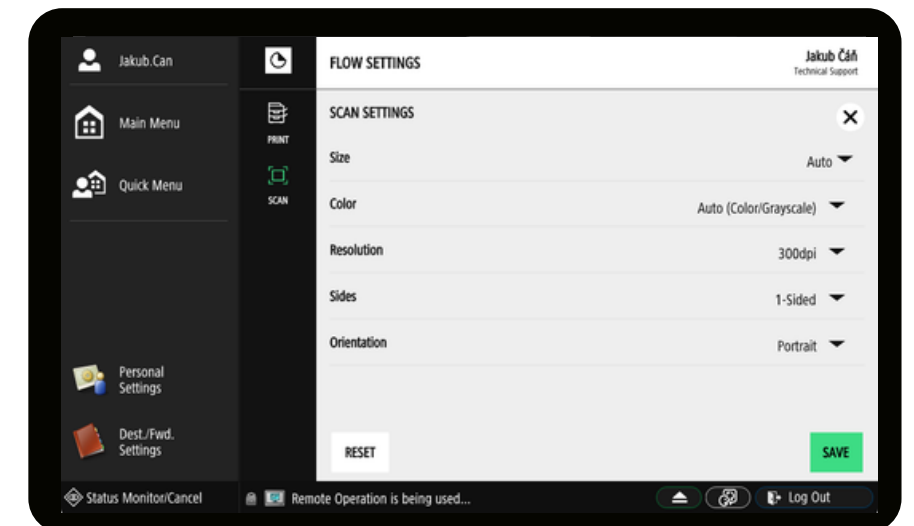 Jakub.Can
Main Menu
Quick Menu
Personal
Settings
Dest./Fwd.
Settings
PRINT
SCAN
FLOW SETTINGS
Jakub Čáň
Technical Support
SCAN SETTINGS
Size
Auto
Color
Auto (Color/Grayscale)
Resolution
300dpi
Sides
1-Sided
Orientation
Portrait
RESET
SAVE
Status Monitor/Cancel
Remote Operation is being used...
Log Out